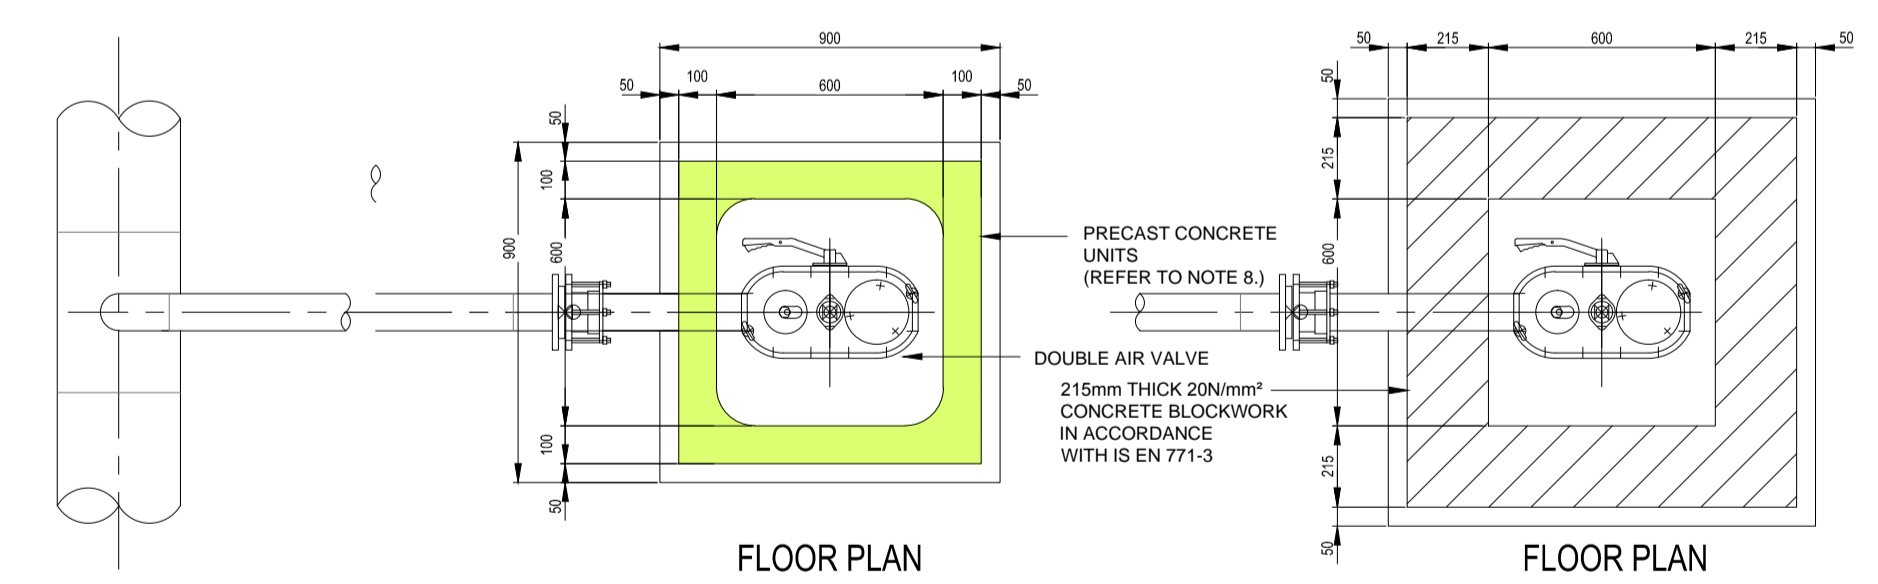 900
50
100
600
100
50
50
100
900
600
100
50
PRECAST CONCRETE
UNITS
(REFER TO NOTE 8.)
DOUBLE AIR VALVE
215mm THICK 20N/mm²
CONCRETE BLOCKWORK
IN ACCORDANCE
WITH IS EN 771-3
FLOOR PLAN
50
215
600
215
50
50
215
600
215
50
FLOOR PLAN